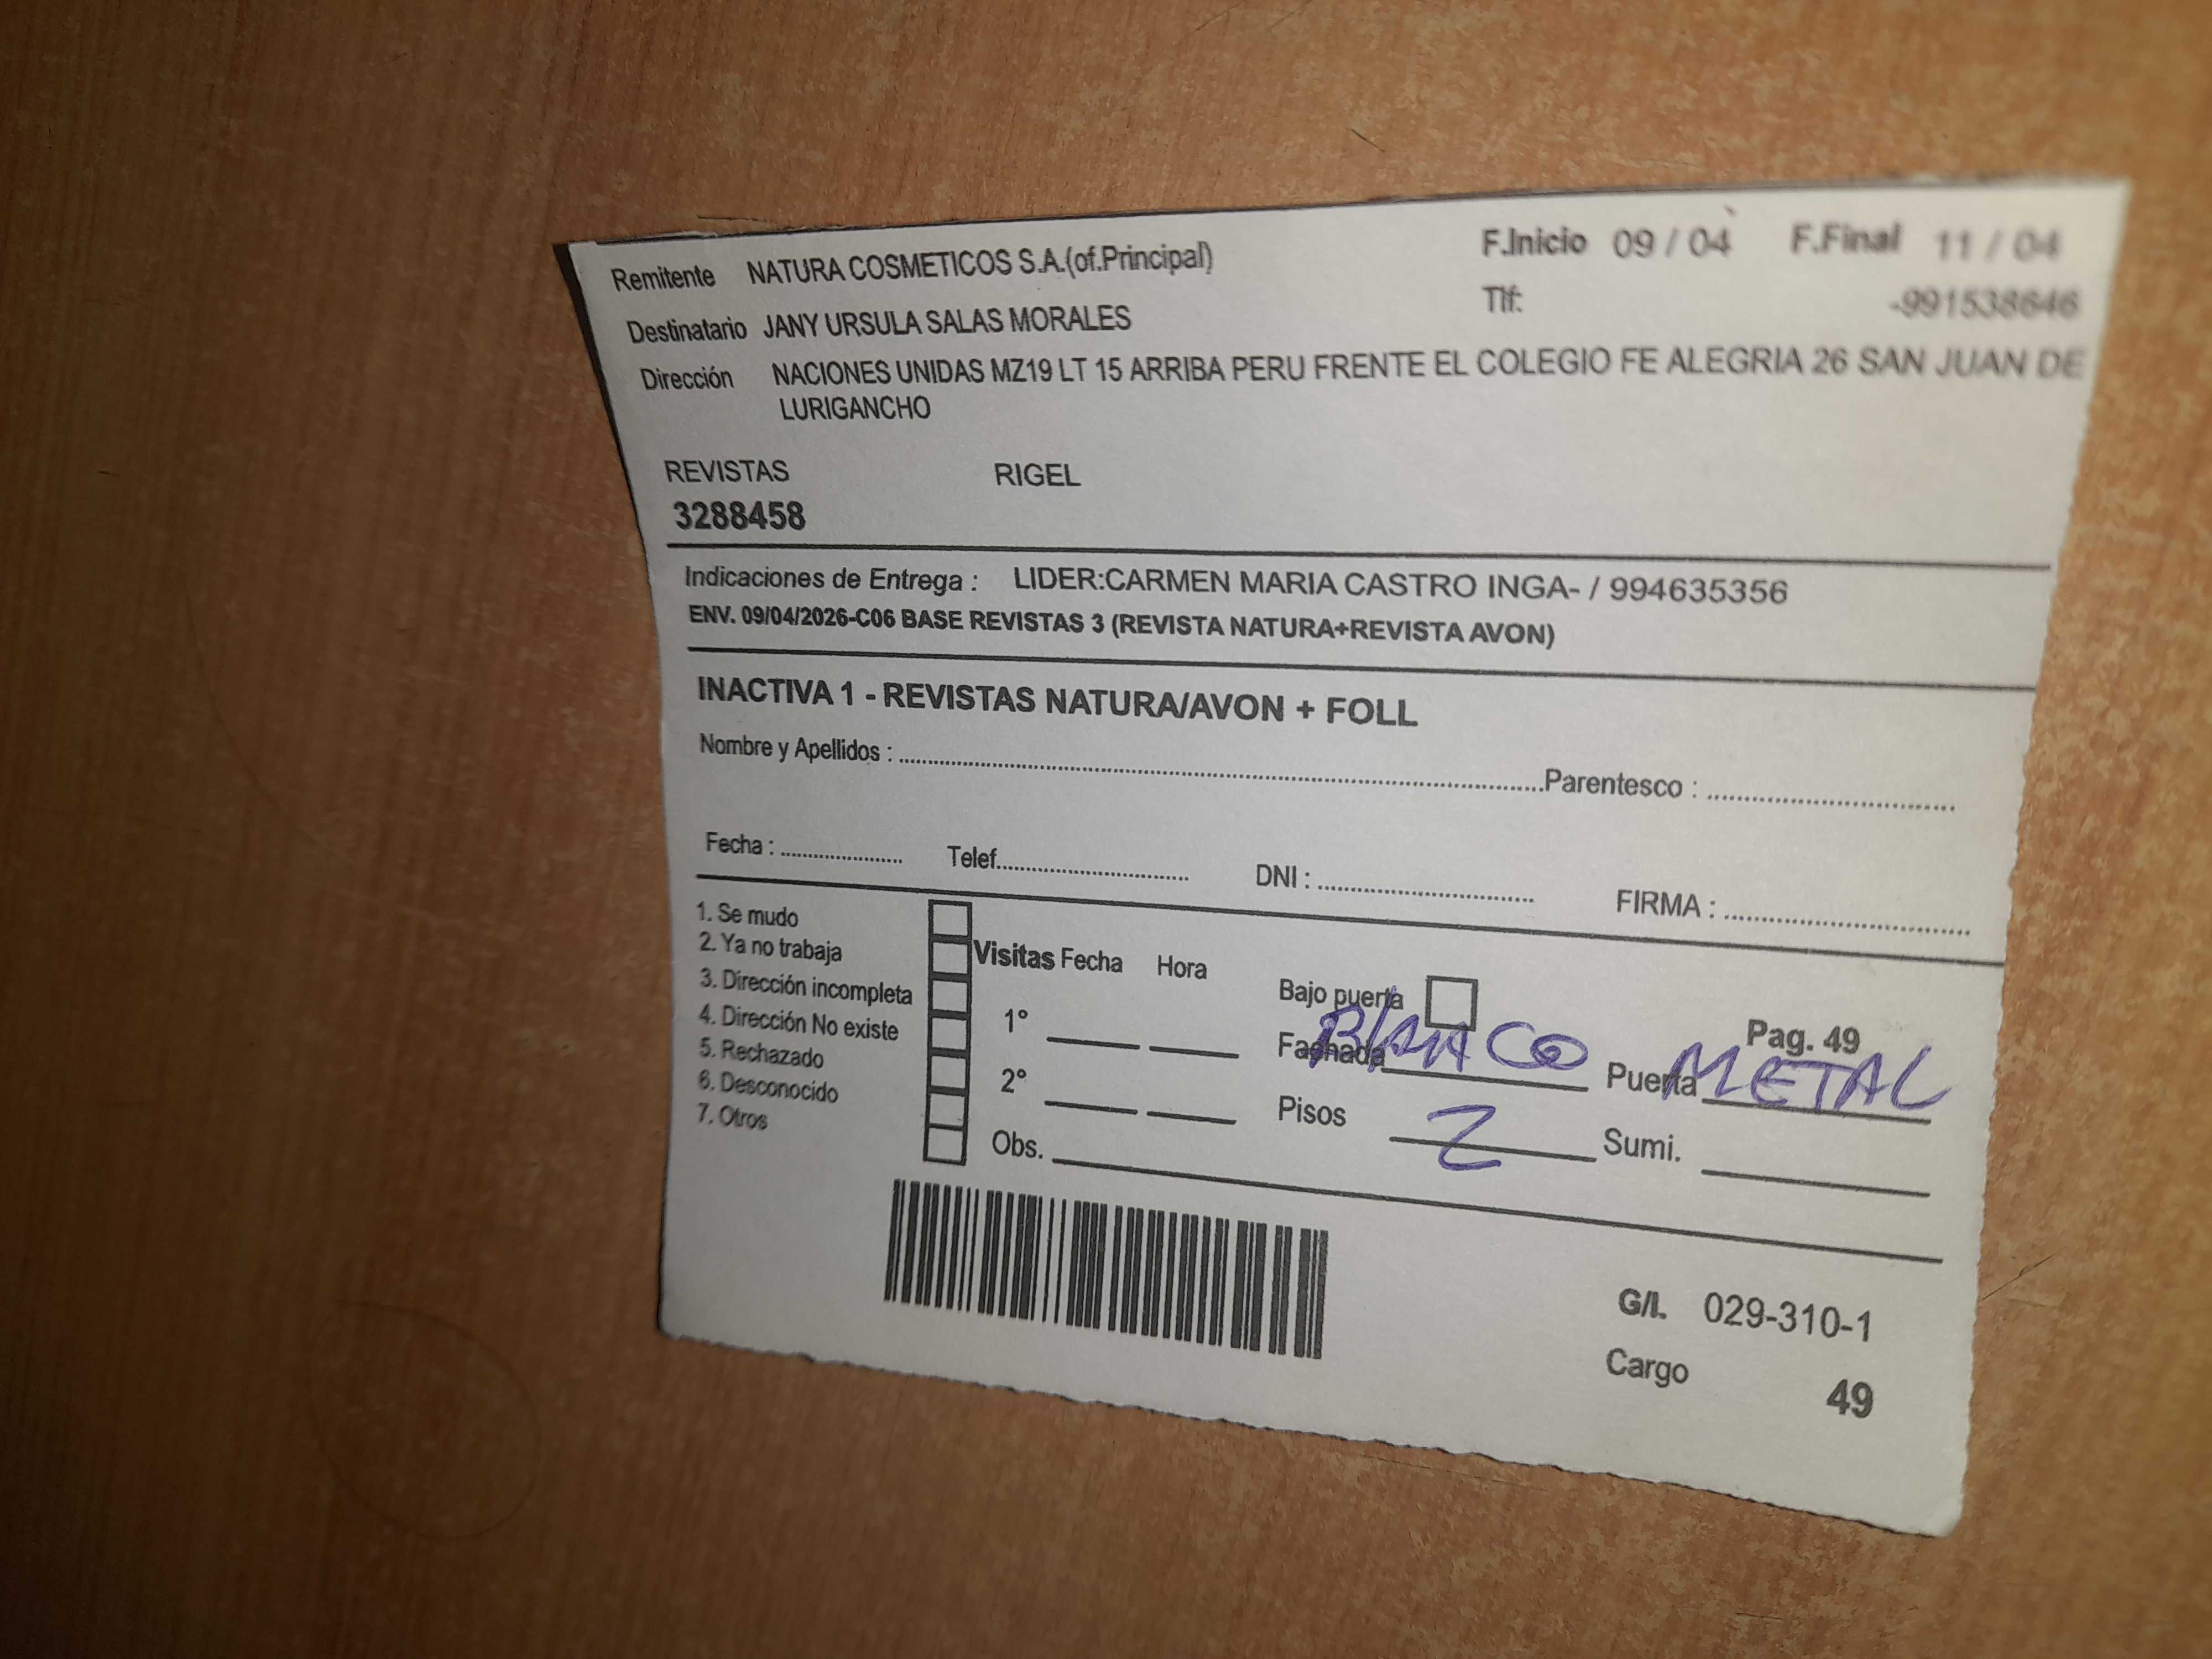 Remitente NATURA COSMETICOS S.A.(of.Principal) F.Inicio 09 / 04 F.Final 11 / 04
Destinatario JANY URSULA SALAS MORALES Tlf: -991538646
Dirección NACIONES UNIDAS MZ19 LT 15 ARRIBA PERU FRENTE EL COLEGIO FE ALEGRIA 26 SAN JUAN DE
LURIGANCHO
REVISTAS RIGEL
3288458
Indicaciones de Entrega : LIDER:CARMEN MARIA CASTRO INGA- / 994635356
ENV. 09/04/2026-C06 BASE REVISTAS 3 (REVISTA NATURA+REVISTA AVON)
INACTIVA 1 - REVISTAS NATURA/AVON + FOLL
Nombre y Apellidos : Parentesco :
Fecha : Telef. DNI : FIRMA :
1. Se mudo
2. Ya no trabaja
3. Dirección incompleta
4. Dirección No existe
5. Rechazado
6. Desconocido
7. Otros
Visitas Fecha Hora
1°
2°
Obs.
Bajo puerta
Pag. 49
Fachada BLANCO Puerta METAL
Pisos 2 Sumi.
G/I. 029-310-1
Cargo 49